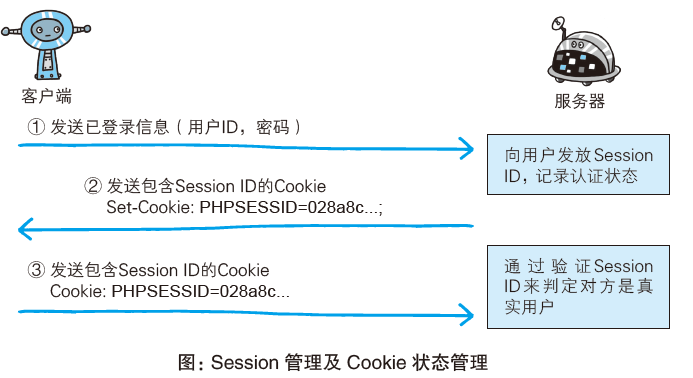 客户端
服务器
① 发送已登录信息（用户ID，密码）
向用户发放Session
ID，记录认证状态
② 发送包含Session ID的Cookie
Set-Cookie: PHPSESSID=028a8c...;
③ 发送包含Session ID的Cookie
Cookie: PHPSESSID=028a8c...
通过验证Session
ID来判定对方是真
实用户
图：Session 管理及 Cookie 状态管理